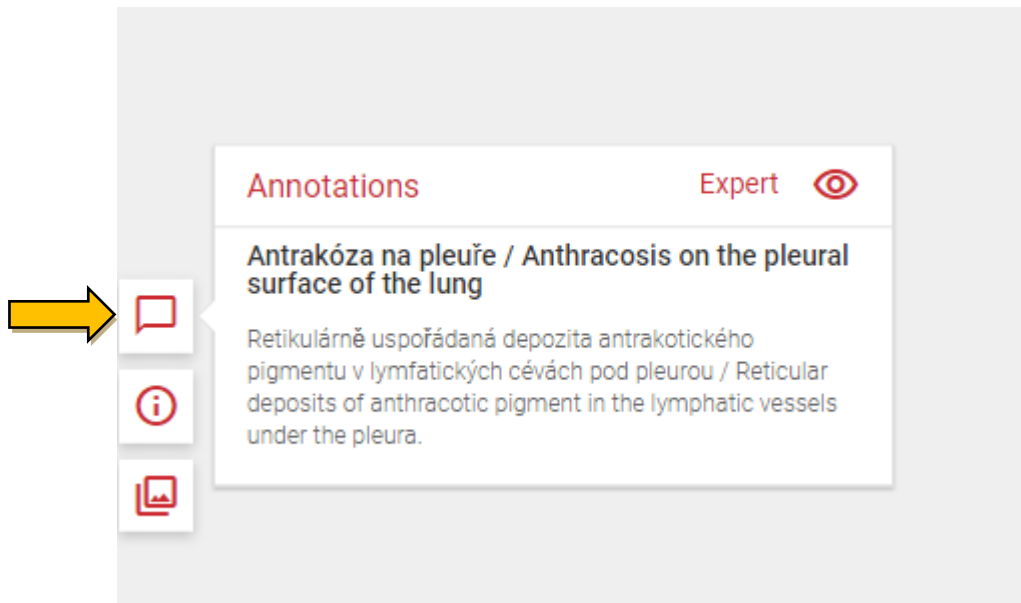 Annotations Expert
Antrakóza na pleuře / Anthracosis on the pleural
surface of the lung
Retikulárně uspořádaná depozita antrakotického
pigmentu v lymfatických cévách pod pleurou / Reticular
deposits of anthracotic pigment in the lymphatic vessels
under the pleura.